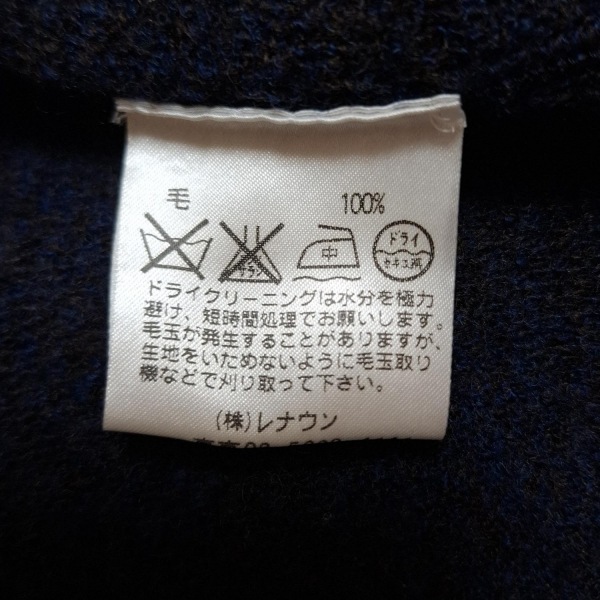 毛 100%
サラシ 中 ドライ セキユ系
ドライクリーニングは水分を極力
避け、短時間処理でお願いします。
毛玉が発生することがありますが、
生地をいためないように毛玉取り
機などで刈り取って下さい。
(株)レナウン